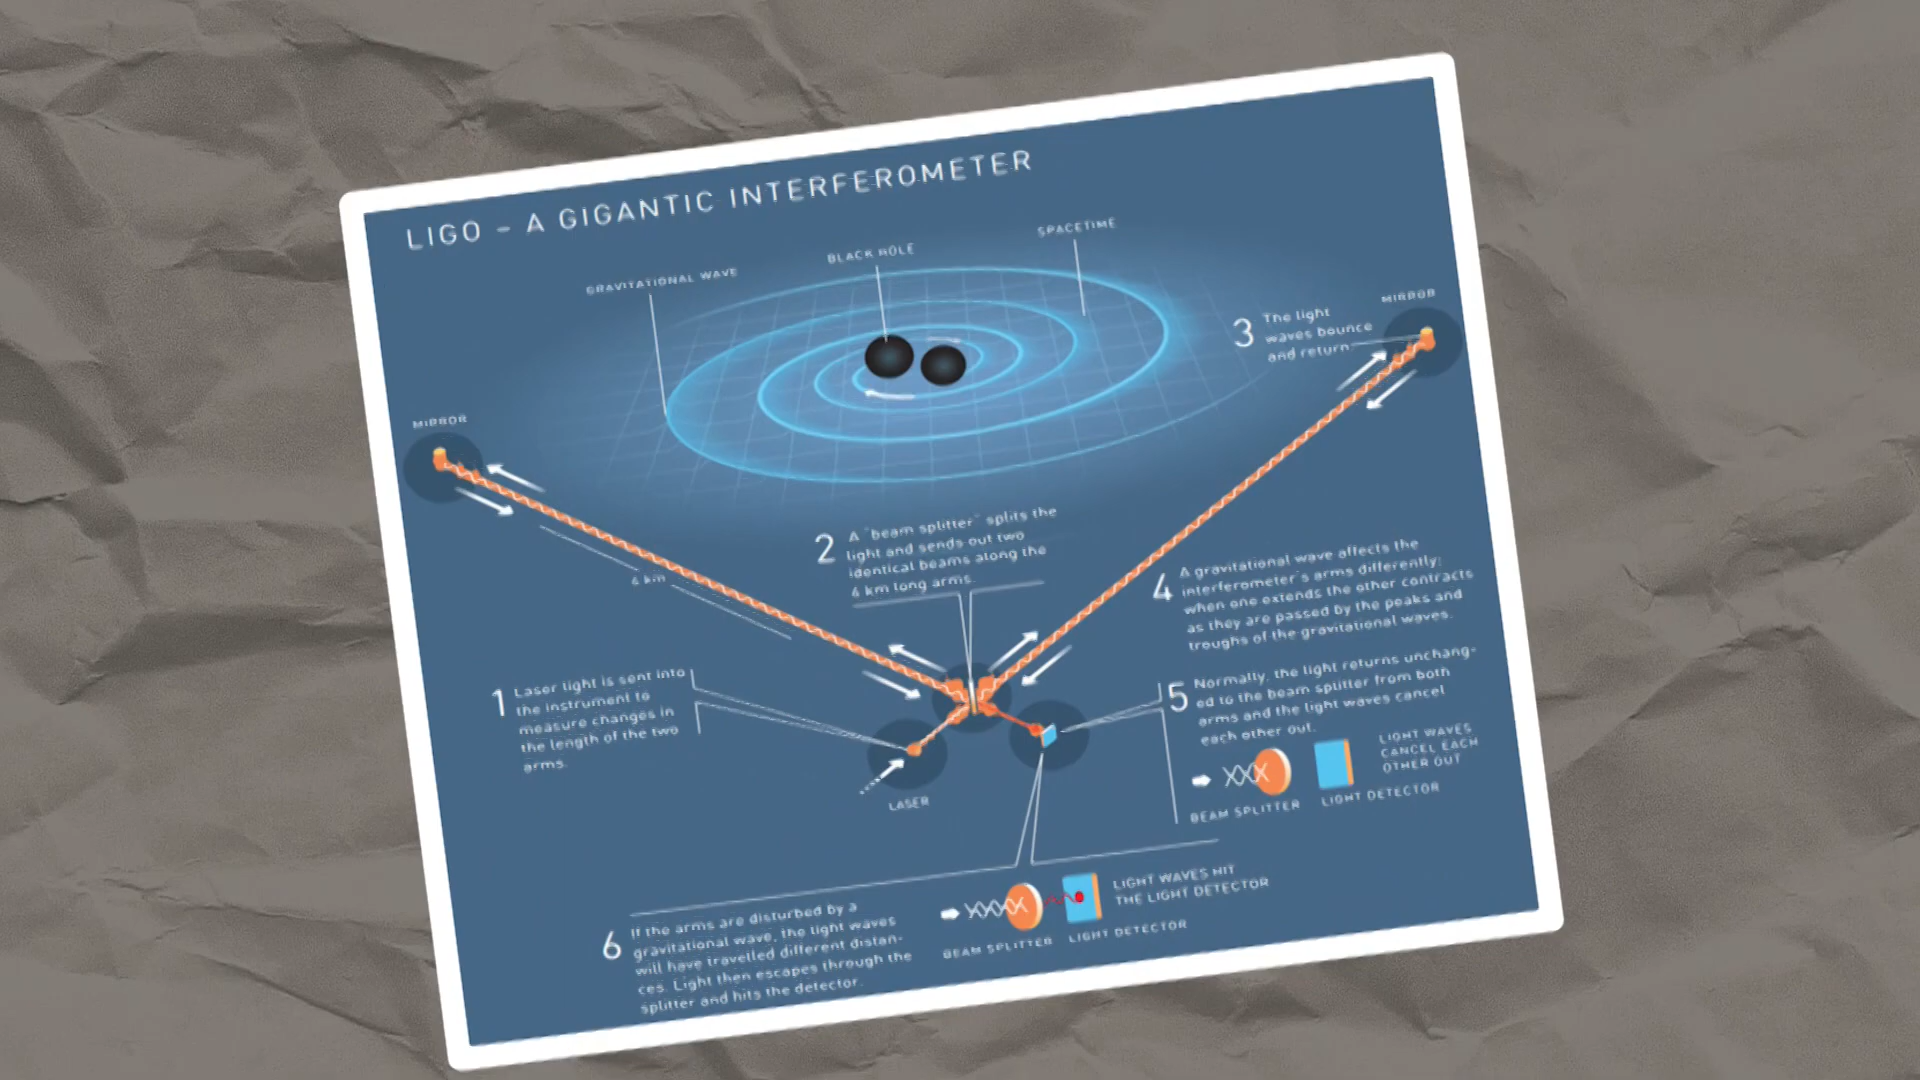 LIGO – A GIGANTIC INTERFEROMETER
GRAVITATIONAL WAVE
BLACK HOLE
SPACETIME
MIRROR
3
The light
waves bounce
and return.
MIRROR
4 km
2
A "beam splitter" splits the
light and sends out two
identical beams along the
4 km long arms.
4
A gravitational wave affects the
interferometer's arms differently;
when one extends the other contracts
as they are passed by the peaks and
troughs of the gravitational waves.
1
Laser light is sent into
the instrument to
measure changes in
the length of the two
arms.
LASER
5
Normally, the light returns unchang-
ed to the beam splitter from both
arms and the light waves cancel
each other out.
LIGHT WAVES
CANCEL EACH
OTHER OUT
BEAM SPLITTER
LIGHT DETECTOR
6
If the arms are disturbed by a
gravitational wave, the light waves
will have travelled different distan-
ces. Light then escapes through the
splitter and hits the detector.
LIGHT WAVES HIT
THE LIGHT DETECTOR
BEAM SPLITTER
LIGHT DETECTOR